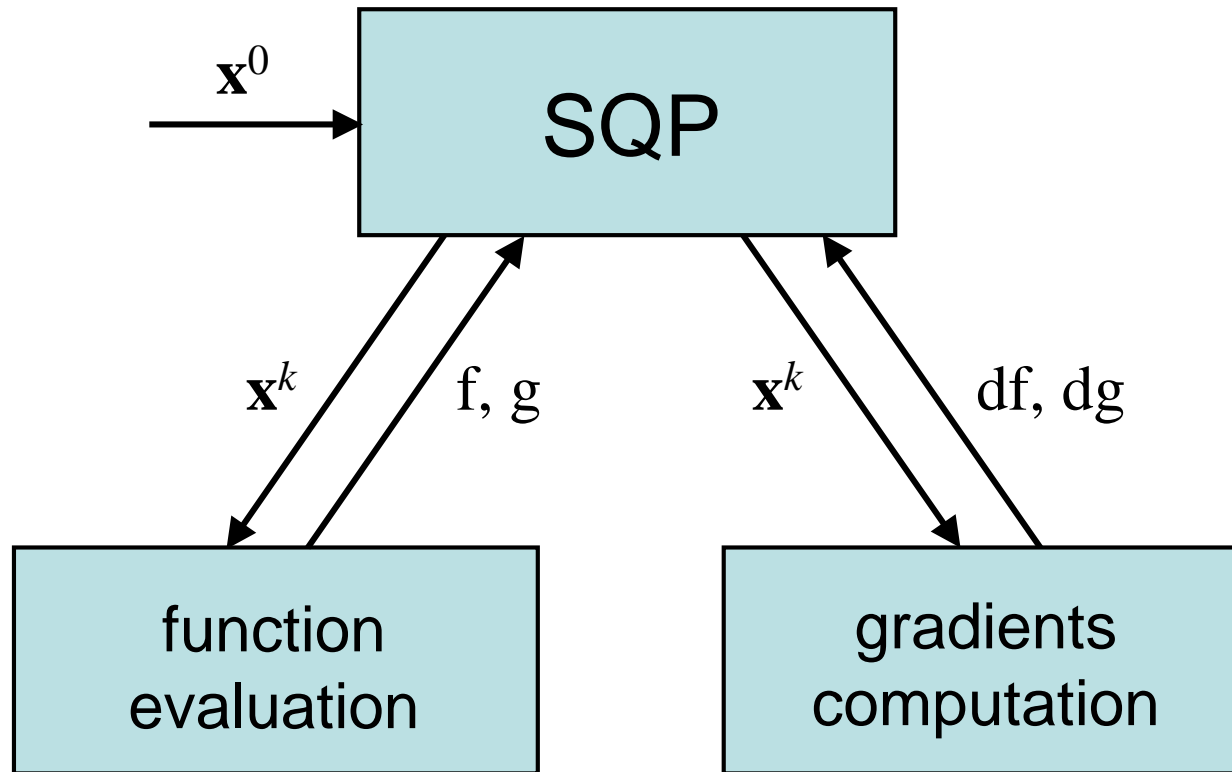 x⁰
SQP
xᵏ
f, g
xᵏ
df, dg
function
evaluation
gradients
computation